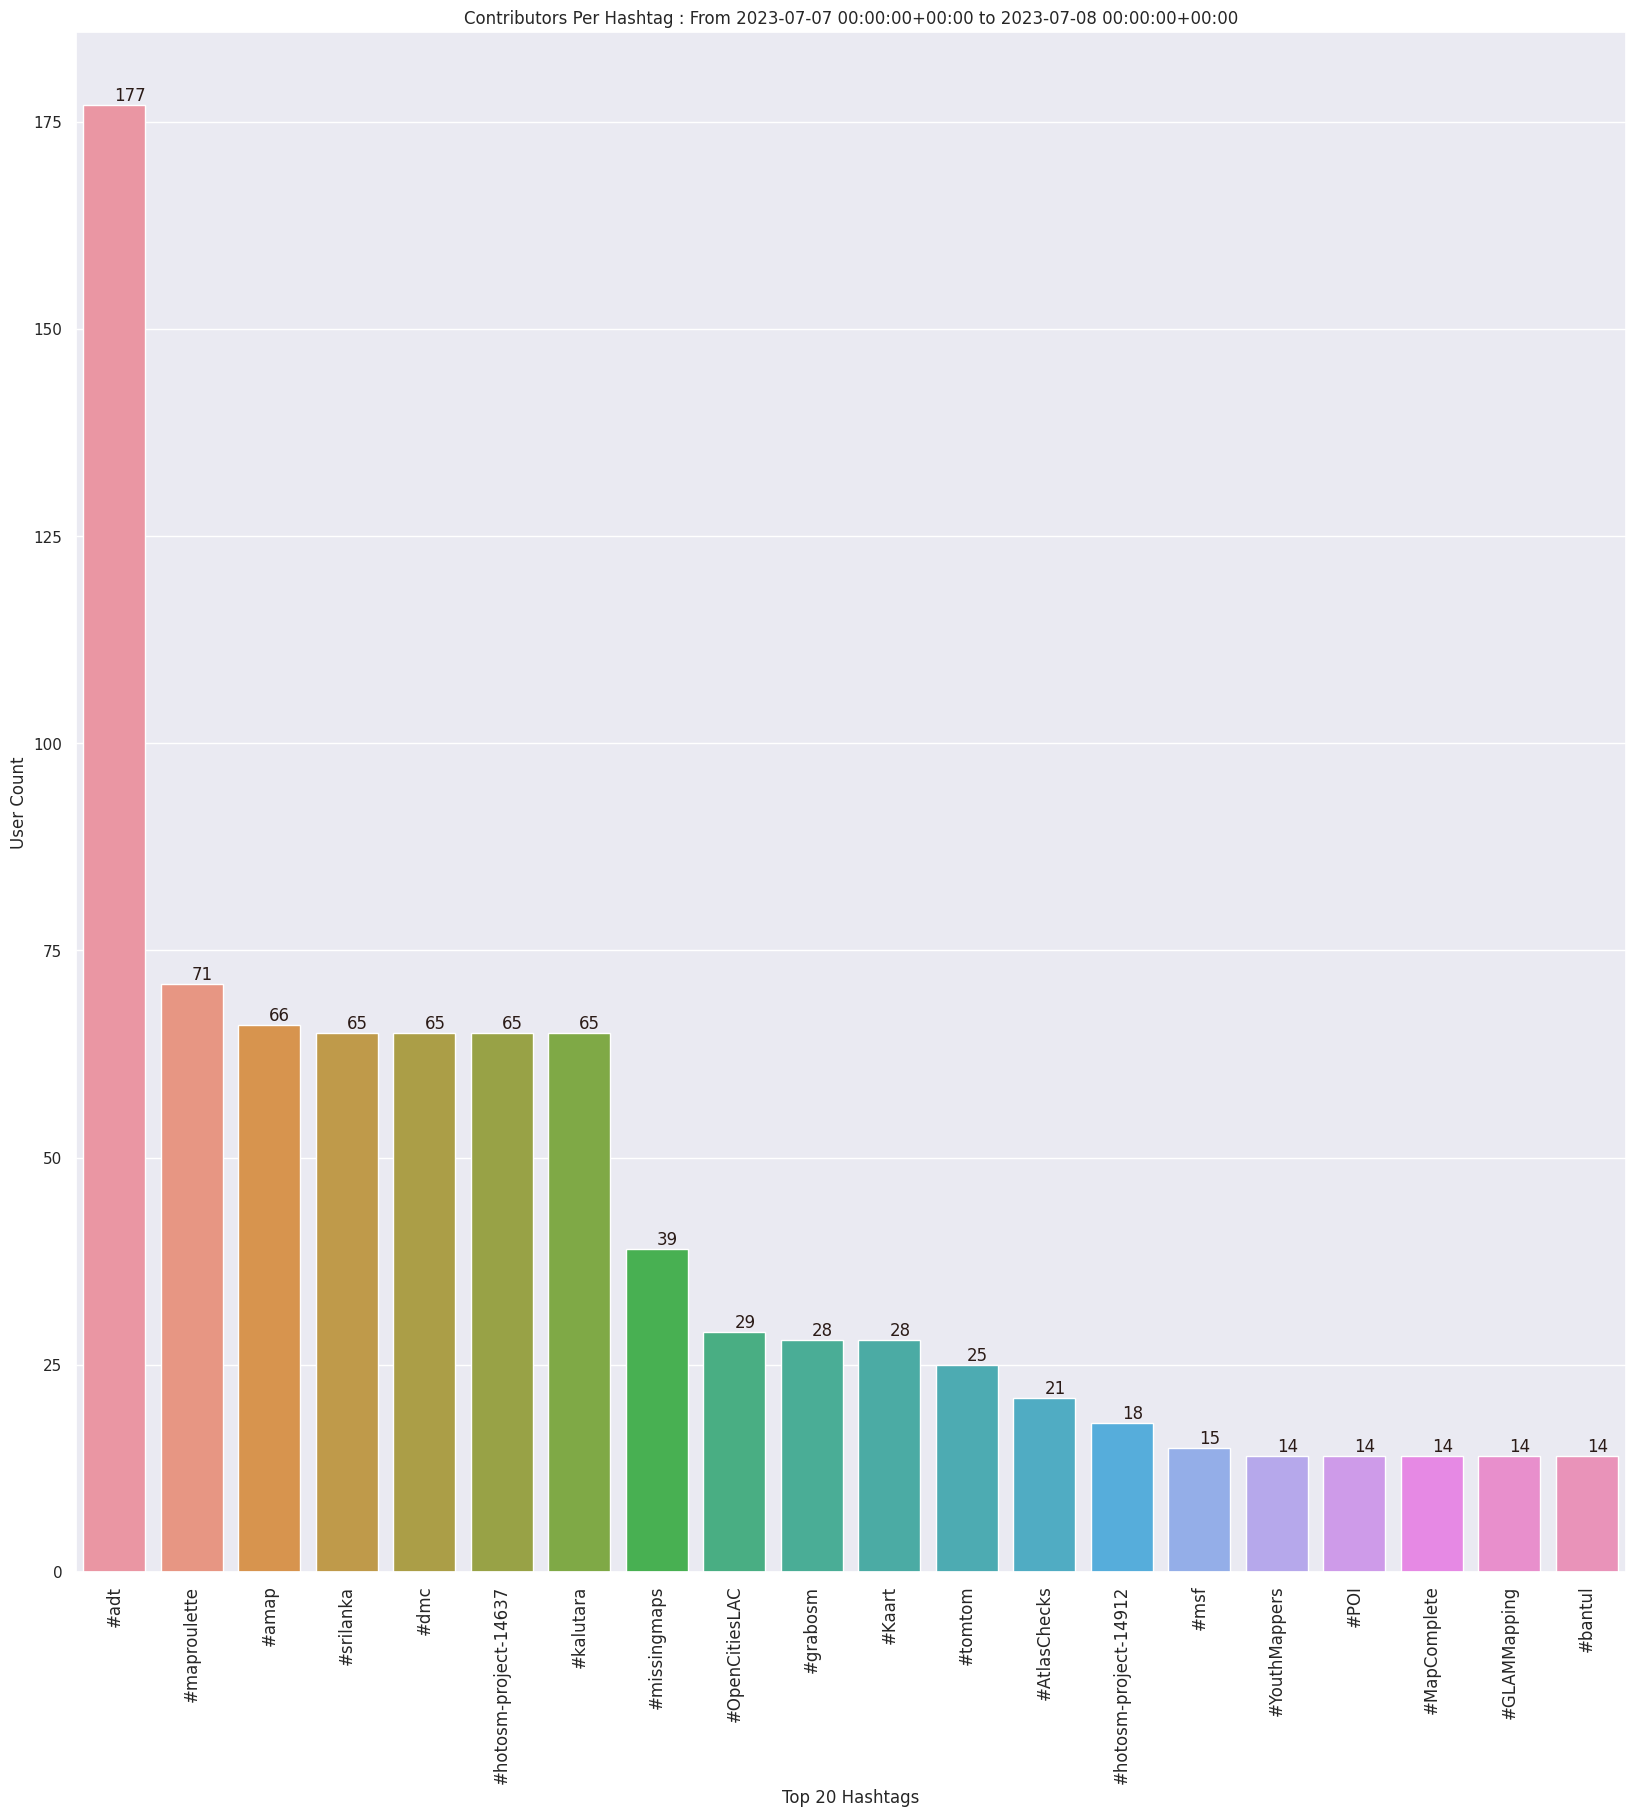 Contributors Per Hashtag : From 2023-07-07 00:00:00+00:00 to 2023-07-08 00:00:00+00:00
User Count
175
150
125
100
75
50
25
0
177
71
66
65
65
65
65
39
29
28
28
25
21
18
15
14
14
14
14
14
#adt
#maproulette
#amap
#srilanka
#dmc
#hotosm-project-14637
#kalutara
#missingmaps
#OpenCitiesLAC
#grabosm
#Kaart
#tomtom
#AtlasChecks
#hotosm-project-14912
#msf
#YouthMappers
#POI
#MapComplete
#GLAMMapping
#bantul
Top 20 Hashtags